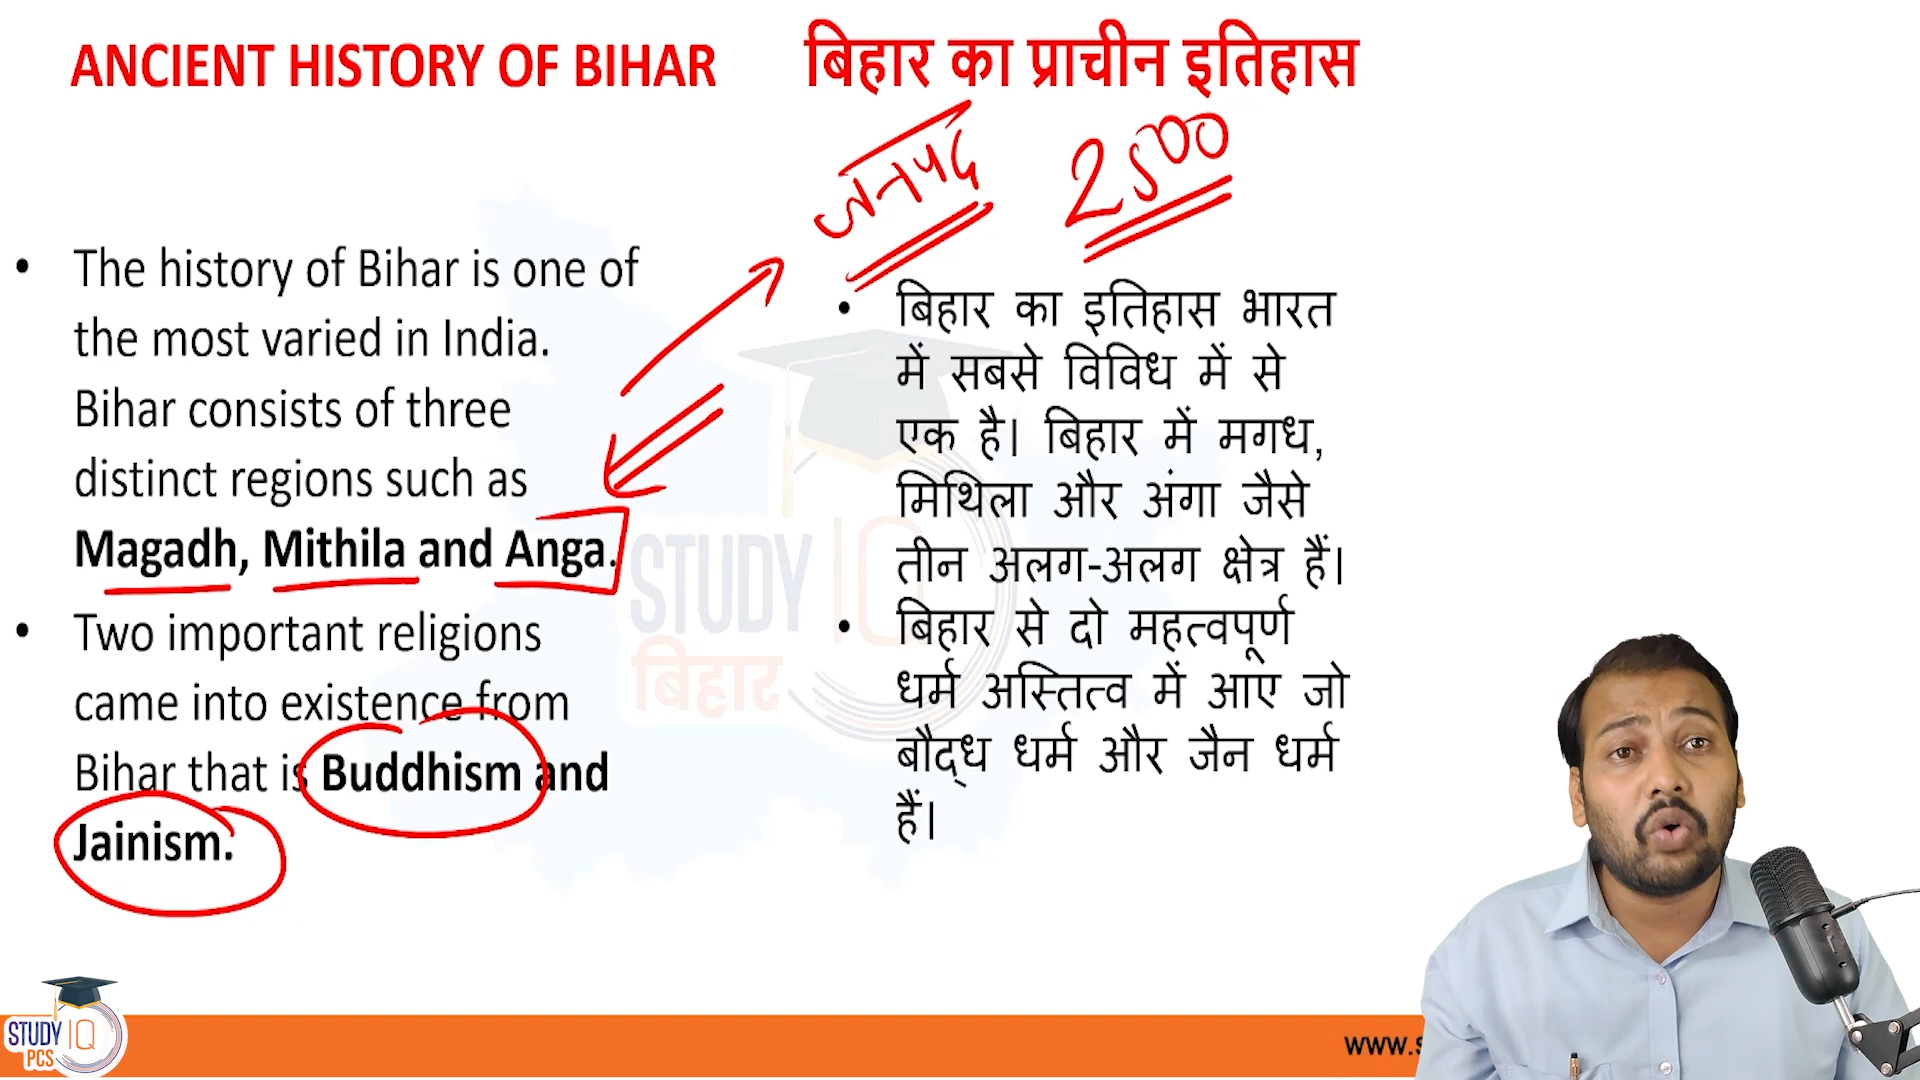 ANCIENT HISTORY OF BIHAR
बिहार का प्राचीन इतिहास
जनपद
2500
• The history of Bihar is one of
the most varied in India.
Bihar consists of three
distinct regions such as
Magadh, Mithila and Anga.
• Two important religions
came into existence from
Bihar that is Buddhism and
Jainism.
• बिहार का इतिहास भारत
में सबसे विविध में से
एक है। बिहार में मगध,
मिथिला और अंगा जैसे
तीन अलग-अलग क्षेत्र हैं।
• बिहार से दो महत्वपूर्ण
धर्म अस्तित्व में आए जो
बौद्ध धर्म और जैन धर्म
हैं।
STUDY IQ
बिहार
STUDY IQ
PCS
www.s